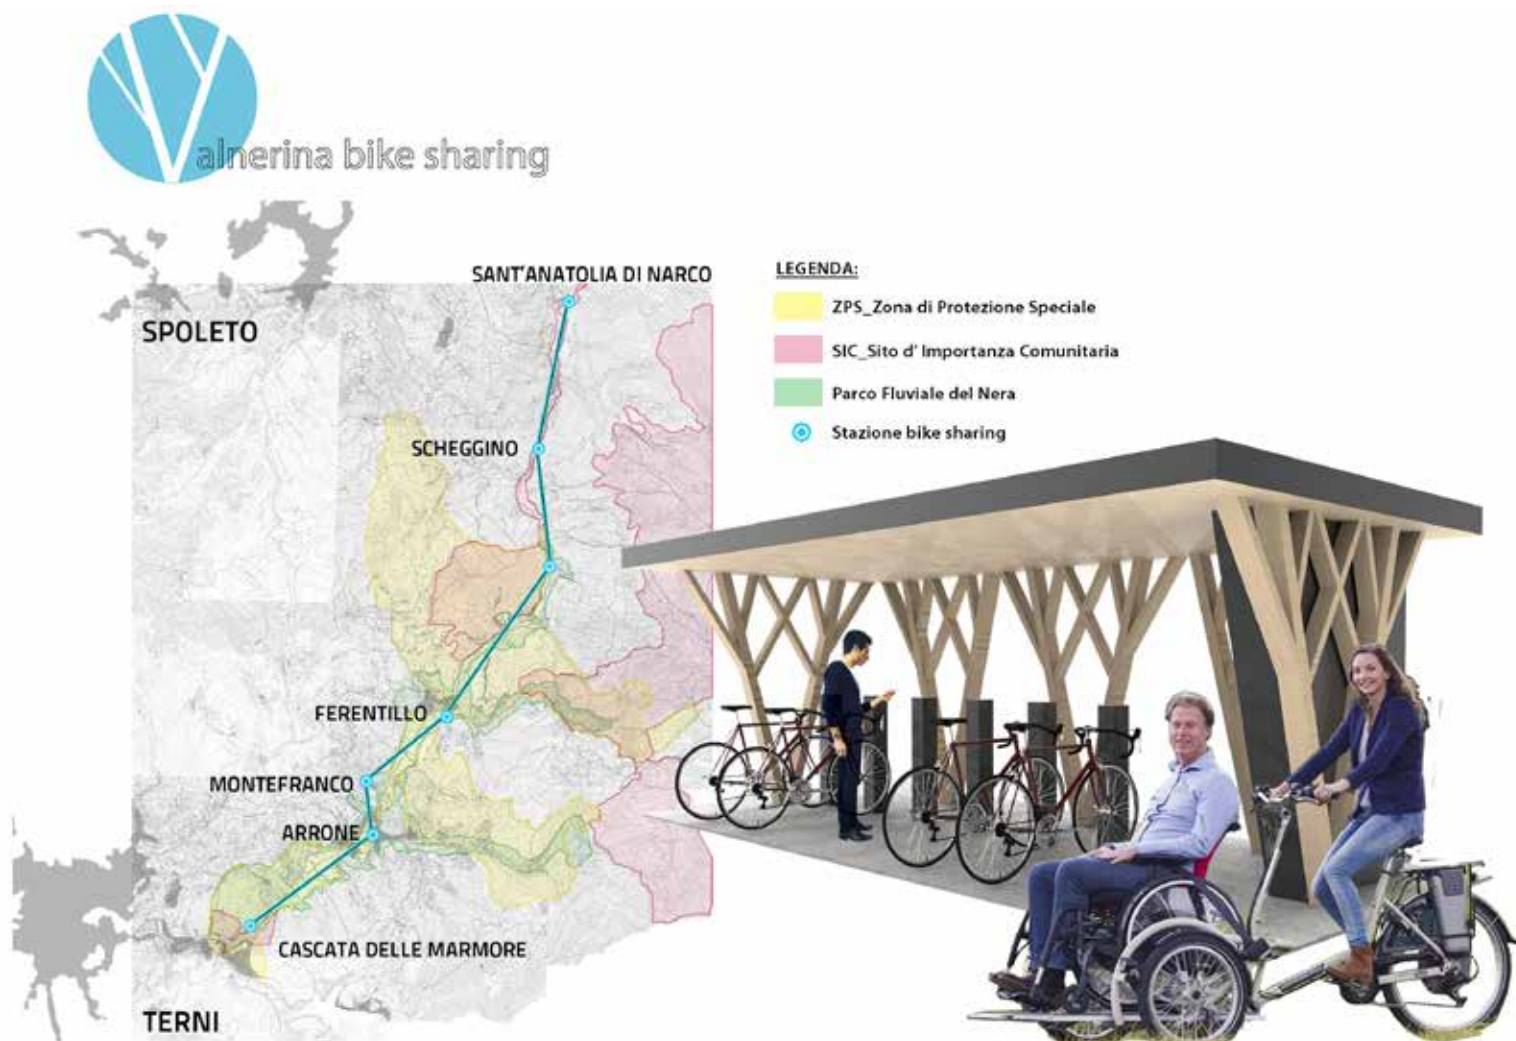 Valnerina bike sharing
SANT'ANATOLIA DI NARCO
SPOLETO
SCHEGGINO
FERENTILLO
MONTEFRANCO
ARRONE
CASCATA DELLE MARMORE
TERNI
LEGENDA:
ZPS_Zona di Protezione Speciale
SIC_Sito d' Importanza Comunitaria
Parco Fluviale del Nera
Stazione bike sharing